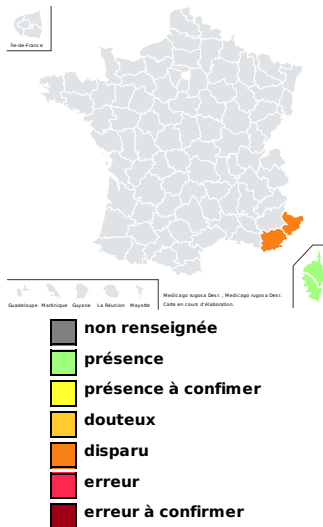 Île-de-France
Guadeloupe Martinique Guyane La Réunion Mayotte
Medicago rugosa Desr. , Medicago rugosa Desr.
Carte en cours d'élaboration.
non renseignée
présence
présence à confimer
douteux
disparu
erreur
erreur à confirmer